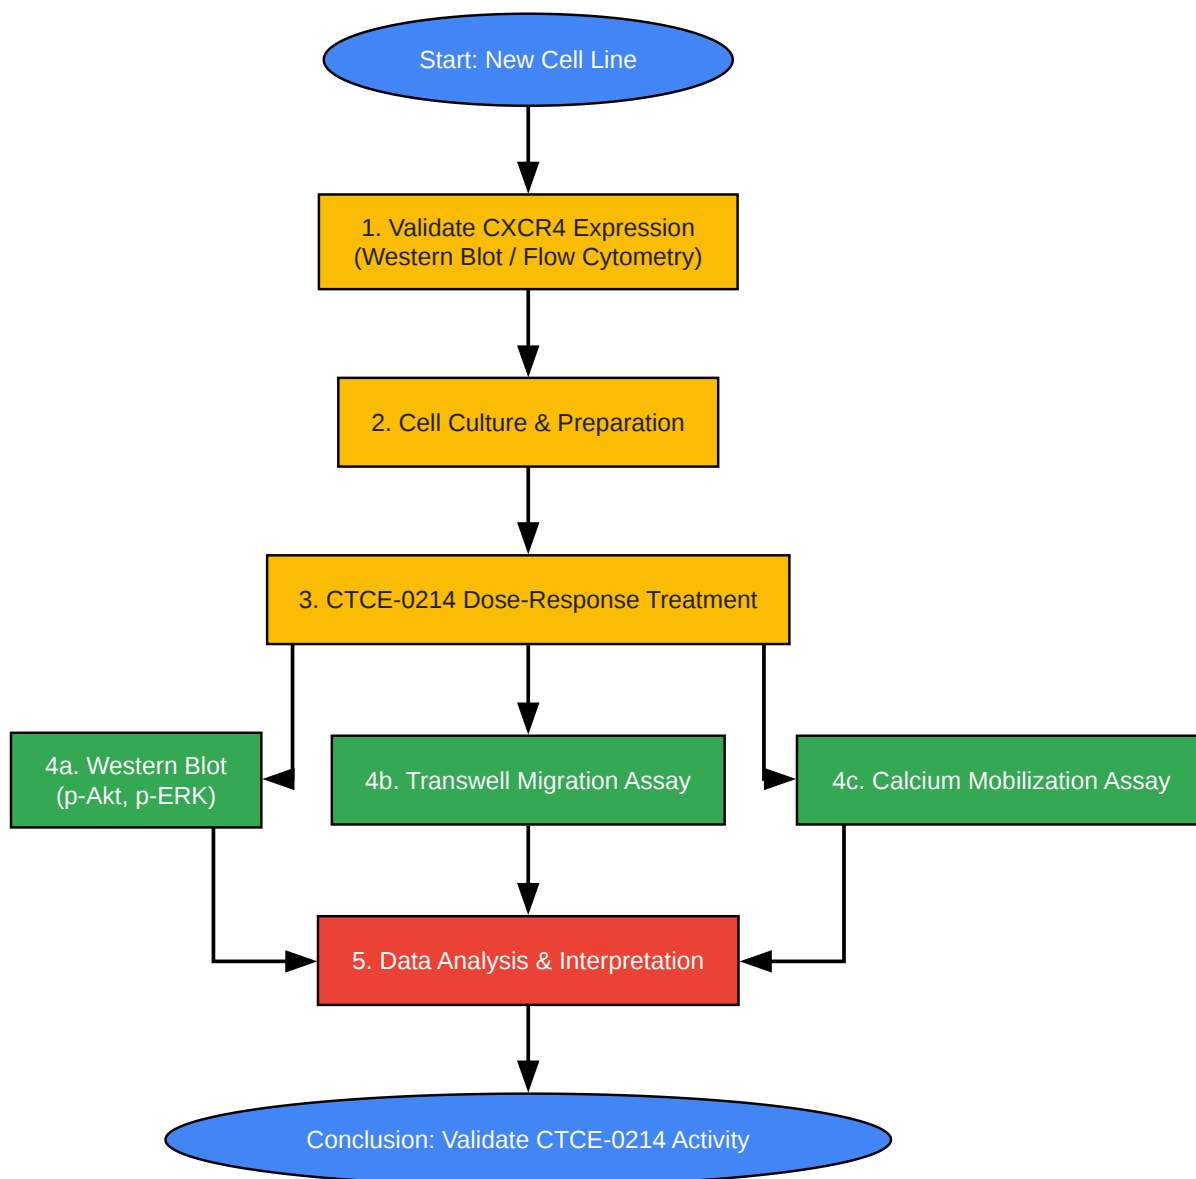 Start: New Cell Line
1. Validate CXCR4 Expression
(Western Blot / Flow Cytometry)
2. Cell Culture & Preparation
3. CTCE-0214 Dose-Response Treatment
4a. Western Blot
(p-Akt, p-ERK)
4b. Transwell Migration Assay
4c. Calcium Mobilization Assay
5. Data Analysis & Interpretation
Conclusion: Validate CTCE-0214 Activity